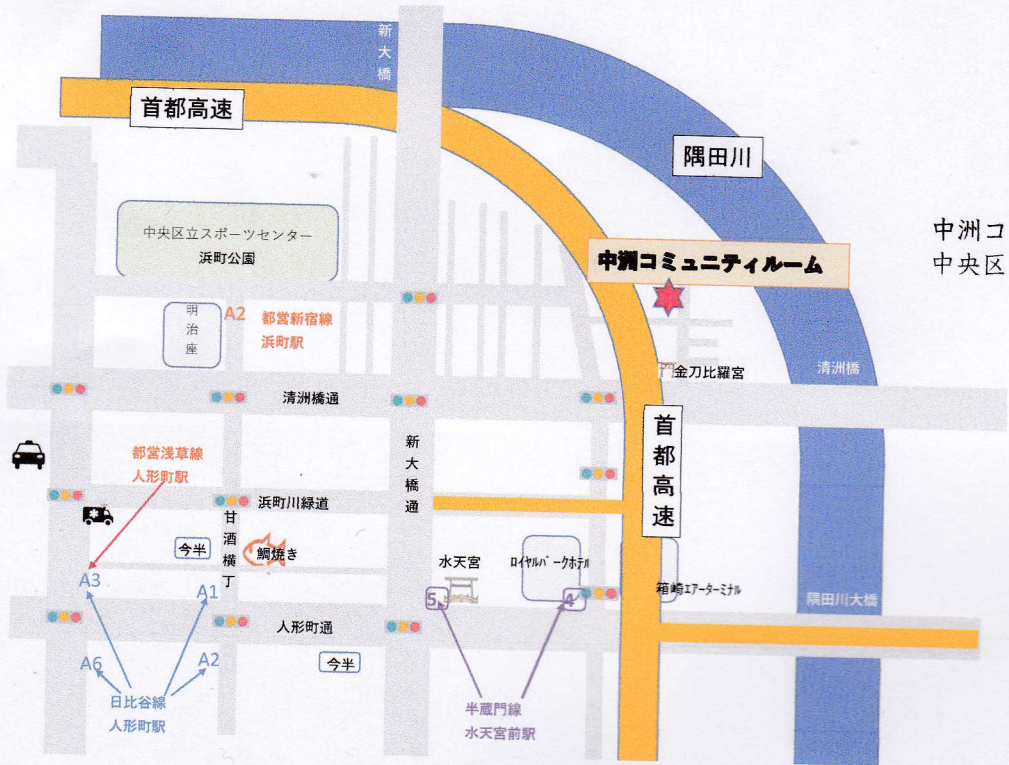 新大橋
首都高速
隅田川
中洲コ
中央区
中央区立スポーツセンター
浜町公園
中洲コミュニティルーム
明治座
A2
都営新宿線
浜町駅
金刀比羅宮
清洲橋
清洲橋通
首都高速
新大橋通
都営浅草線
人形町駅
浜町川緑道
甘酒横丁
今半
鯛焼き
水天宮
ロイヤルパークホテル
箱崎エアーターミナル
隅田川大橋
A3
A1
5
4
人形町通
今半
A6
A2
日比谷線
人形町駅
半蔵門線
水天宮前駅